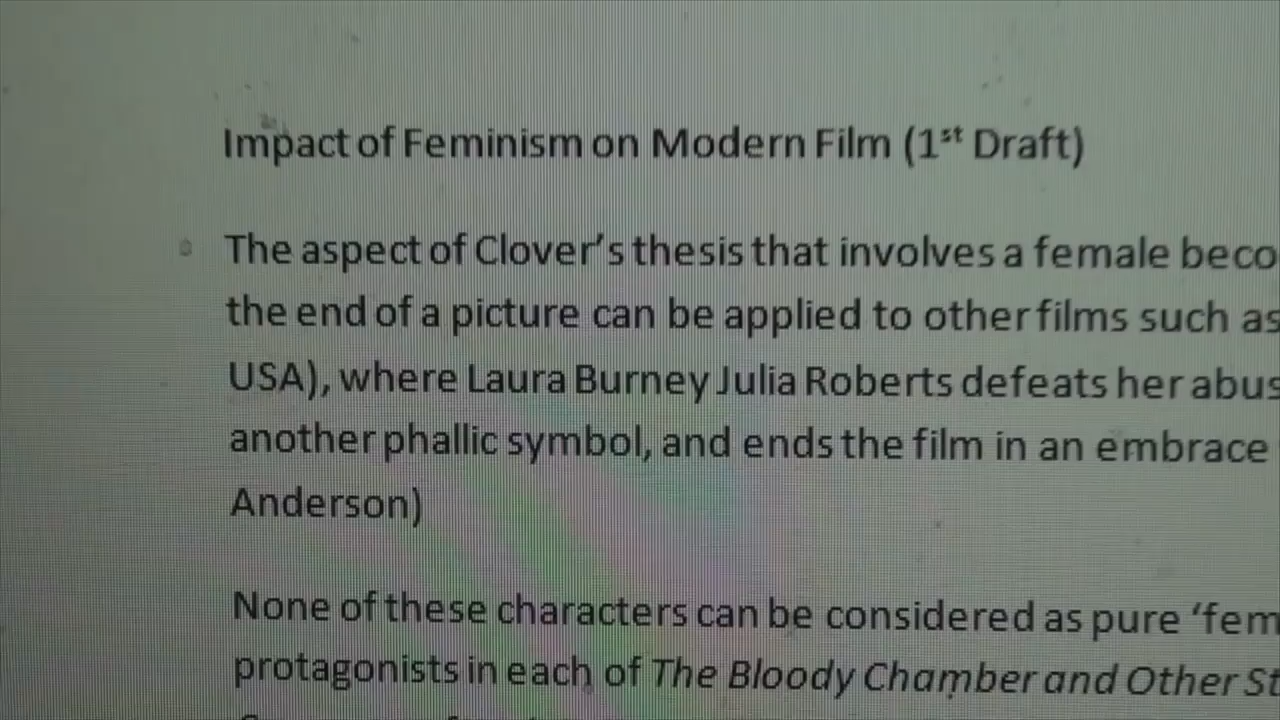 Impact of Feminism on Modern Film (1st Draft)
The aspect of Clover's thesis that involves a female beco
the end of a picture can be applied to other films such as
USA), where Laura Burney Julia Roberts defeats her abus
another phallic symbol, and ends the film in an embrace
Anderson)
None of these characters can be considered as pure 'fem
protagonists in each of The Bloody Chamber and Other St